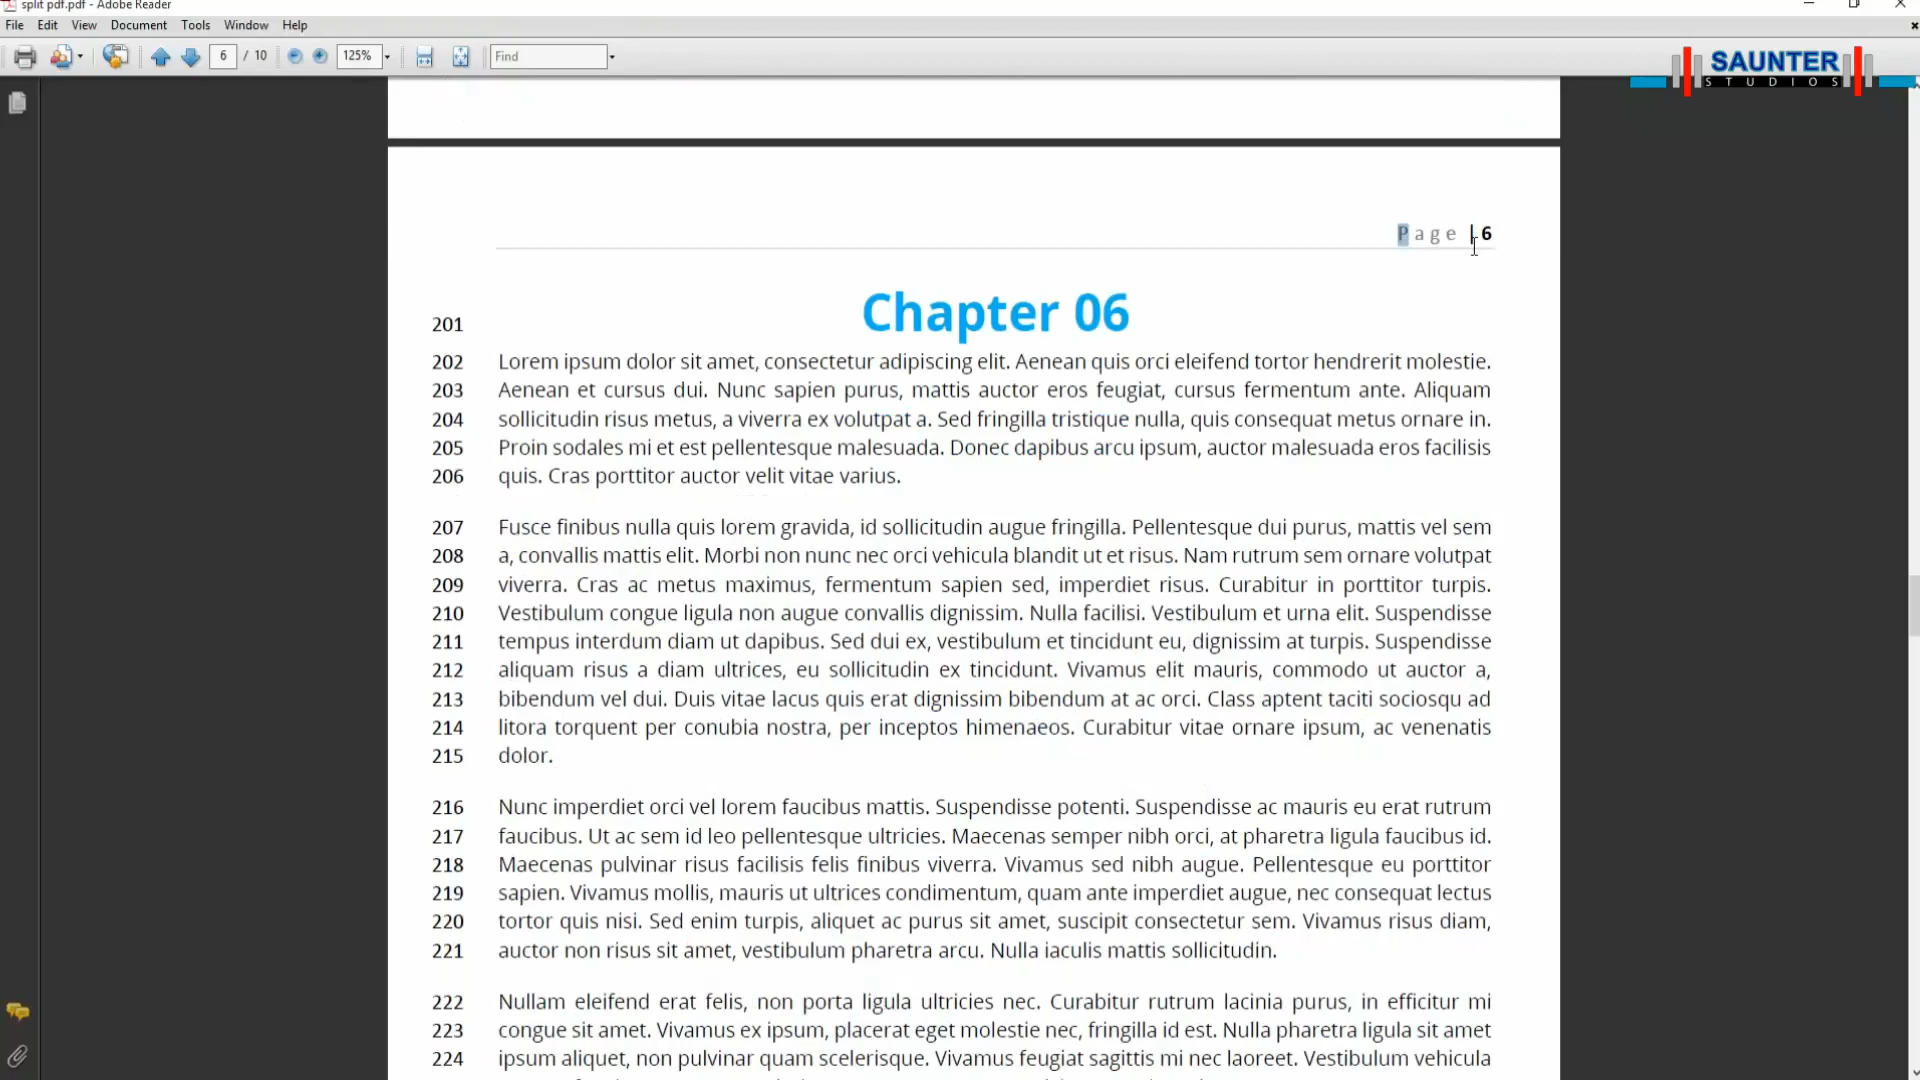 split pdf.pdf - Adobe Reader
File Edit View Document Tools Window Help
6 / 10 125% Find
SAUNTER
STUDIOS
Page | 6
201 Chapter 06
202 Lorem ipsum dolor sit amet, consectetur adipiscing elit. Aenean quis orci eleifend tortor hendrerit molestie.
203 Aenean et cursus dui. Nunc sapien purus, mattis auctor eros feugiat, cursus fermentum ante. Aliquam
204 sollicitudin risus metus, a viverra ex volutpat a. Sed fringilla tristique nulla, quis consequat metus ornare in.
205 Proin sodales mi et est pellentesque malesuada. Donec dapibus arcu ipsum, auctor malesuada eros facilisis
206 quis. Cras porttitor auctor velit vitae varius.
207 Fusce finibus nulla quis lorem gravida, id sollicitudin augue fringilla. Pellentesque dui purus, mattis vel sem
208 a, convallis mattis elit. Morbi non nunc nec orci vehicula blandit ut et risus. Nam rutrum sem ornare volutpat
209 viverra. Cras ac metus maximus, fermentum sapien sed, imperdiet risus. Curabitur in porttitor turpis.
210 Vestibulum congue ligula non augue convallis dignissim. Nulla facilisi. Vestibulum et urna elit. Suspendisse
211 tempus interdum diam ut dapibus. Sed dui ex, vestibulum et tincidunt eu, dignissim at turpis. Suspendisse
212 aliquam risus a diam ultrices, eu sollicitudin ex tincidunt. Vivamus elit mauris, commodo ut auctor a,
213 bibendum vel dui. Duis vitae lacus quis erat dignissim bibendum at ac orci. Class aptent taciti sociosqu ad
214 litora torquent per conubia nostra, per inceptos himenaeos. Curabitur vitae ornare ipsum, ac venenatis
215 dolor.
216 Nunc imperdiet orci vel lorem faucibus mattis. Suspendisse potenti. Suspendisse ac mauris eu erat rutrum
217 faucibus. Ut ac sem id leo pellentesque ultricies. Maecenas semper nibh orci, at pharetra ligula faucibus id.
218 Maecenas pulvinar risus facilisis felis finibus viverra. Vivamus sed nibh augue. Pellentesque eu porttitor
219 sapien. Vivamus mollis, mauris ut ultrices condimentum, quam ante imperdiet augue, nec consequat lectus
220 tortor quis nisi. Sed enim turpis, aliquet ac purus sit amet, suscipit consectetur sem. Vivamus risus diam,
221 auctor non risus sit amet, vestibulum pharetra arcu. Nulla iaculis mattis sollicitudin.
222 Nullam eleifend erat felis, non porta ligula ultricies nec. Curabitur rutrum lacinia purus, in efficitur mi
223 congue sit amet. Vivamus ex ipsum, placerat eget molestie nec, fringilla id est. Nulla pharetra ligula sit amet
224 ipsum aliquet, non pulvinar quam scelerisque. Vivamus feugiat sagittis mi nec laoreet. Vestibulum vehicula